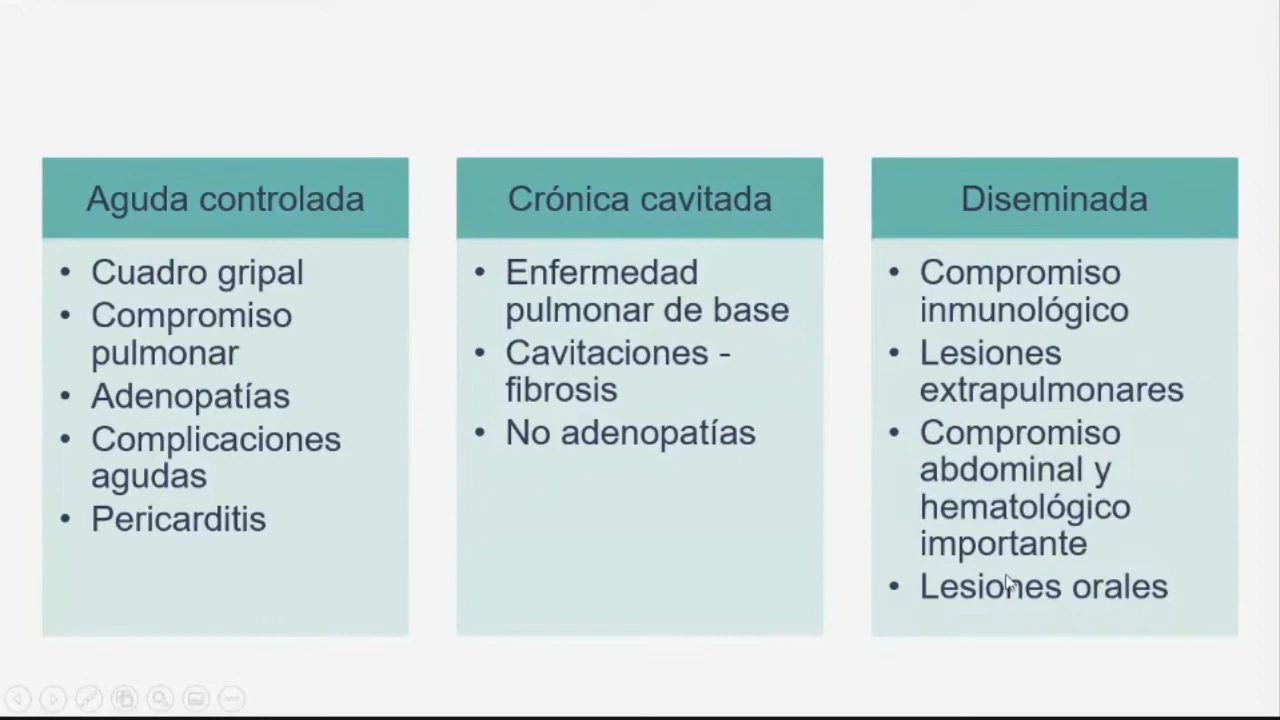 Aguda controlada
• Cuadro gripal
• Compromiso
pulmonar
• Adenopatías
• Complicaciones
agudas
• Pericarditis
Crónica cavitada
• Enfermedad
pulmonar de base
• Cavitaciones -
fibrosis
• No adenopatías
Diseminada
• Compromiso
inmunológico
• Lesiones
extrapulmonares
• Compromiso
abdominal y
hematológico
importante
• Lesiones orales